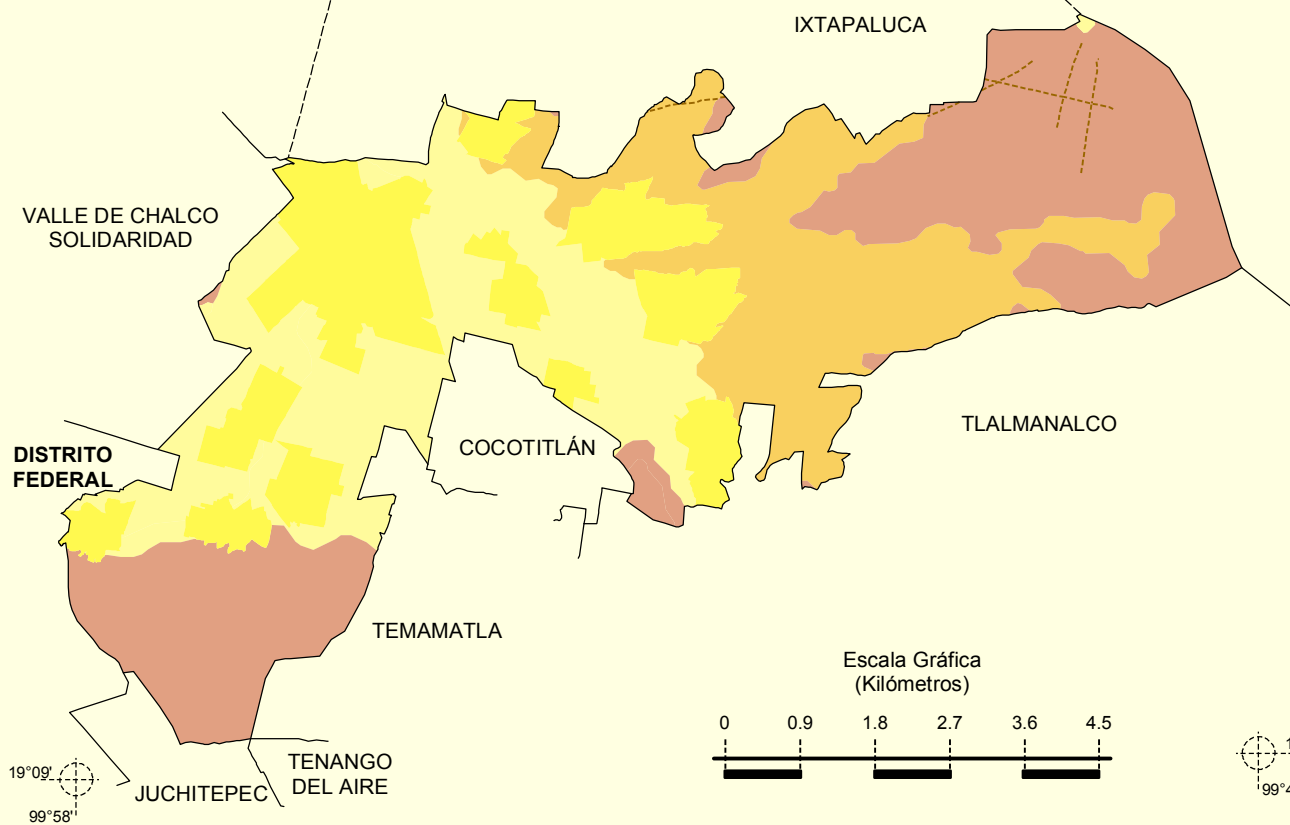 IXTAPALUCA
VALLE DE CHALCO
SOLIDARIDAD
DISTRITO
FEDERAL
COCOTITLÁN
TLALMANALCO
TEMAMATLA
Escala Gráfica
(Kilómetros)
0 0.9 1.8 2.7 3.6 4.5
TENANGO
DEL AIRE
JUCHITEPEC
19°09'
99°58'